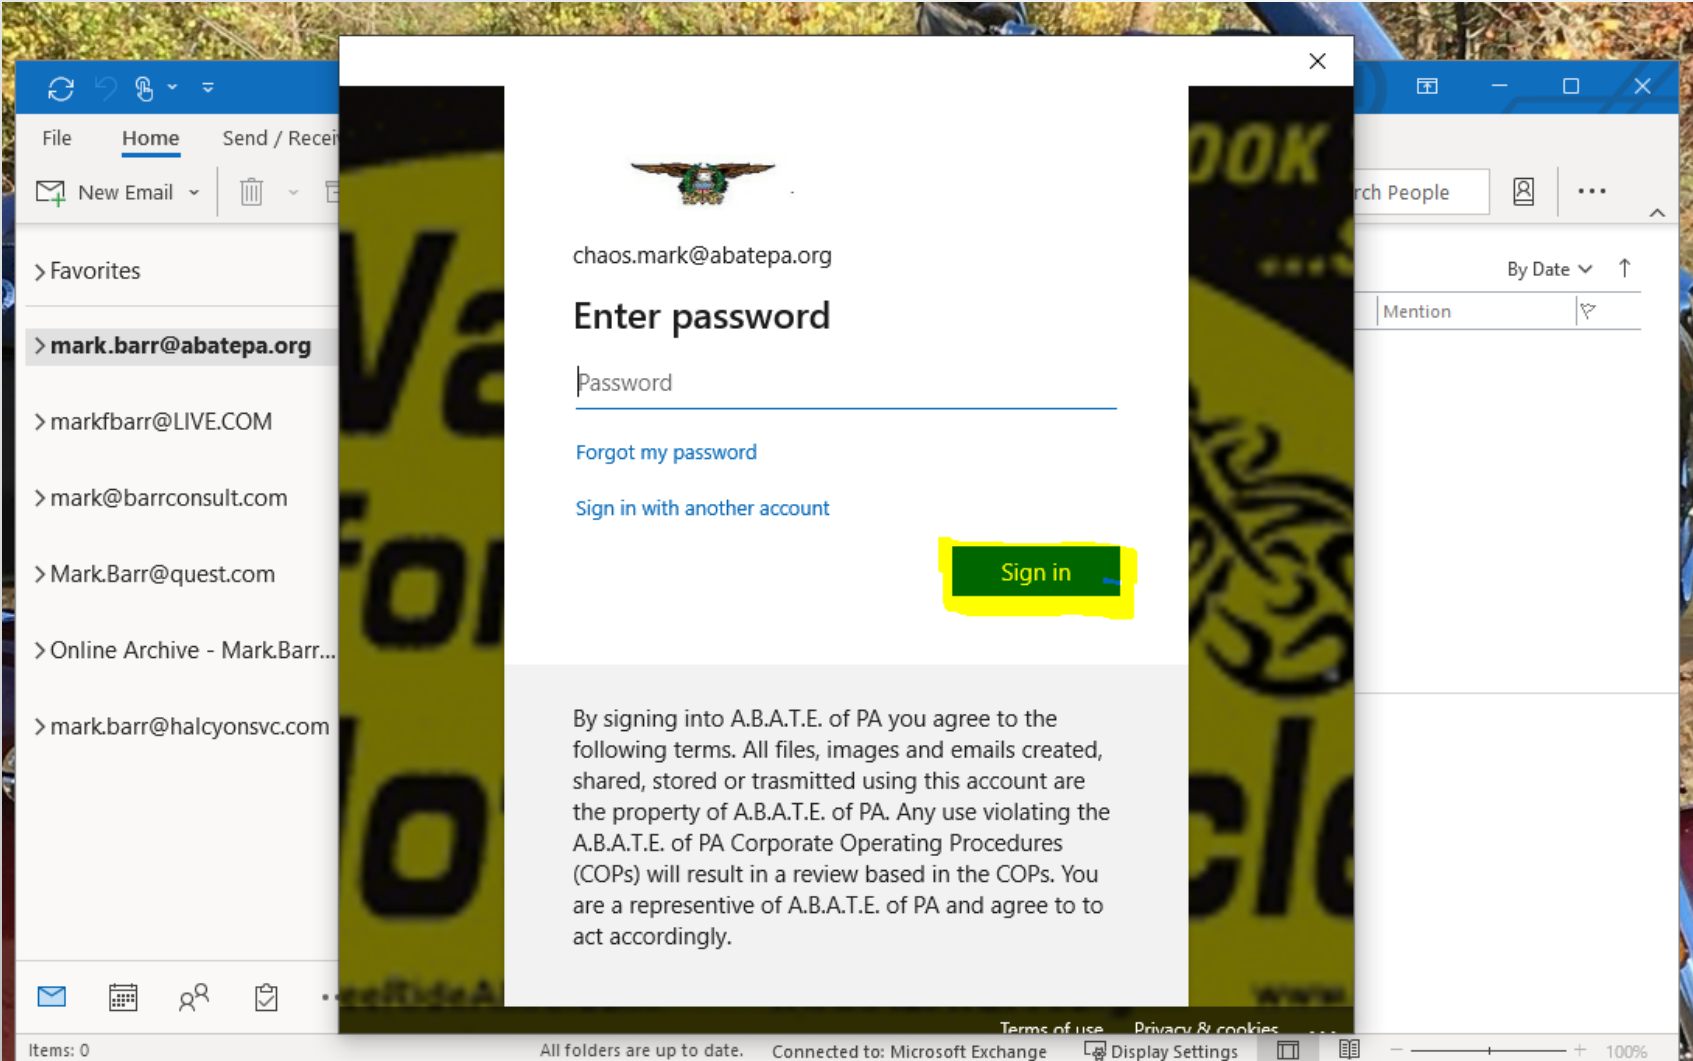 File Home Send / Recei
New Email
rch People
Favorites
mark.barr@abatepa.org
markfbarr@LIVE.COM
mark@barrconsult.com
Mark.Barr@quest.com
Online Archive - Mark.Barr...
mark.barr@halcyonsvc.com
OOK
chaos.mark@abatepa.org
Enter password
Password
Forgot my password
Sign in with another account
Sign in
By signing into A.B.A.T.E. of PA you agree to the
following terms. All files, images and emails created,
shared, stored or trasmitted using this account are
the property of A.B.A.T.E. of PA. Any use violating the
A.B.A.T.E. of PA Corporate Operating Procedures
(COPs) will result in a review based in the COPs. You
are a representive of A.B.A.T.E. of PA and agree to to
act accordingly.
By Date
Mention
Wa
for
cle
eeRideA
www.
Terms of use Privacy & cookies ...
Items: 0
All folders are up to date. Connected to: Microsoft Exchange Display Settings 100%